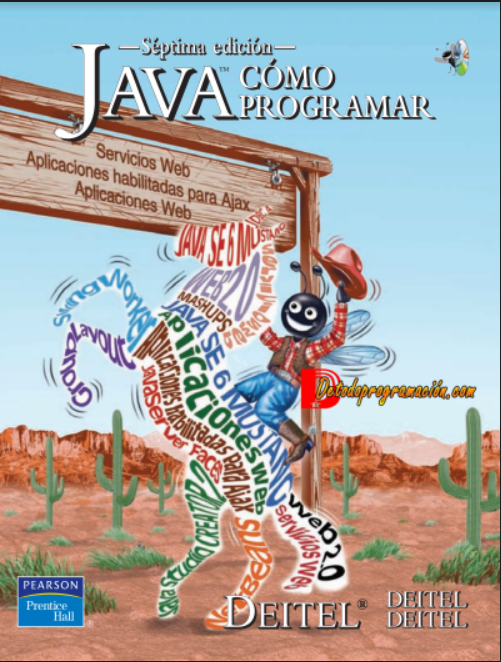 Séptima edición
JAVA™ CÓMO
PROGRAMAR
Servicios Web
Aplicaciones habilitadas para Ajax
Aplicaciones Web
JAVA SE 6 MUSTANG
WEB 2.0
MASHUPS
JAVA SE 6 MUSTANG
Aplicaciones Web
Aplicaciones habilitadas para Ajax
JavaServer Faces
SwingWorker
GroupLayout
Java Studio CREATOR 2
NetBeans
Web 2.0
servicios Web
Detodoprogramación.com
PEARSON
Prentice
Hall
®
DEITEL®
DEITEL
DEITEL